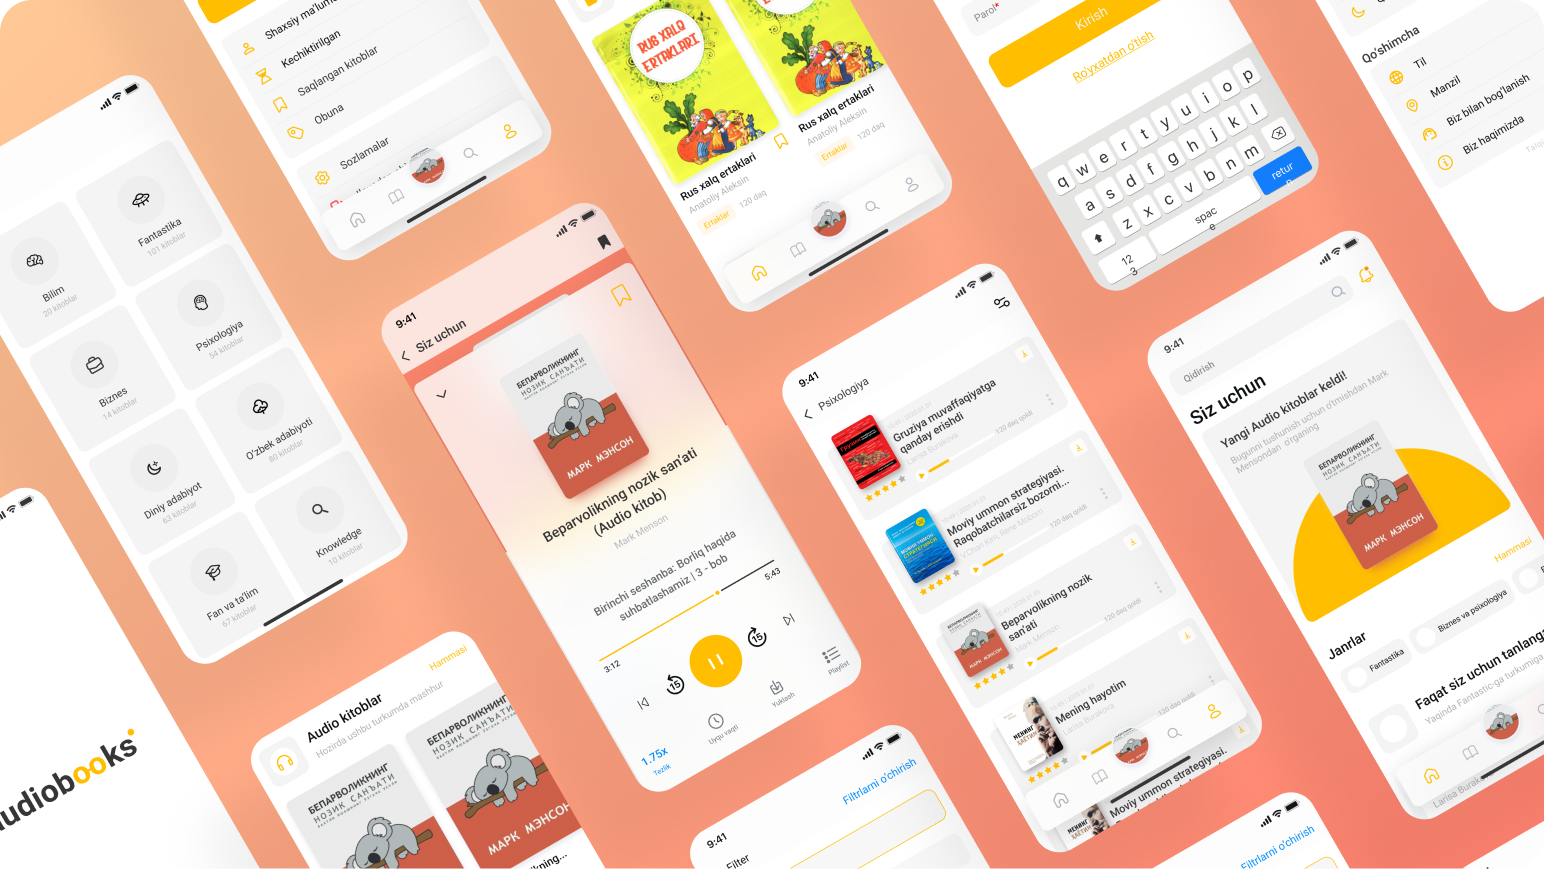 Bilim
20 kitoblar
Fantastika
101 kitoblar
Biznes
14 kitoblar
Psixologiya
54 kitoblar
Diniy adabiyot
63 kitoblar
O'zbek adabiyoti
80 kitoblar
Fan va ta'lim
67 kitoblar
Knowledge
10 kitoblar
udiobooks
Shaxsiy ma'lum
Kechiktirilgan
Saqlangan kitoblar
Obuna
Sozlamalar
Audio kitoblar
Hozirda ushbu turkumda mashhur
Hammasi
БЕПАРВОЛИКНИНГ
НОЗИК САНЪАТИ
БЕПАРВОЛИКНИНГ
НОЗИК САНЪАТИ
МАРК МЭНСОН
kning...
9:41
Siz uchun
БЕПАРВОЛИКНИНГ
НОЗИК САНЪАТИ
МАРК МЭНСОН
Beparvolikning nozik san'ati
(Audio kitob)
Mark Menson
Birinchi seshanba: Borliq haqida
suhbatlashamiz | 3 - bob
3:12
5:43
15
15
1.75x
Tezlik
Uyqu vaqti
Yuklash
Playlist
RUS XALQ
ERTAKLARI
Rus xalq ertaklari
Anatoliy Aleksin
Ertaklar
120 daq
Rus xalq ertaklari
Anatoliy Aleksin
Ertaklar
120 daq
9:41
Filter
Filtrlarni o'chirish
9:41
Psixologiya
Gruziya muvaffaqiyatga
qanday erishdi
Larisa Burakova
120 daq qoldi
Moviy ummon strategiyasi.
Raqobatchilarsiz bozorni...
Chan Kim, Rene Moborn
120 daq qoldi
СТРАТЕГИЯСИ
Beparvolikning nozik
san'ati
Mark Menson
120 daq qoldi
Mening hayotim
Larisa Burakova
120 daq qoldi
МЕНИНГ
ҲАЁТИМ
Moviy ummon strategiyasi.
Parol*
Kirish
Ro'yxatdan o'tish
q w e r t y u i o p
a s d f g h j k l
z x c v b n m
12
3
spac
e
retur
n
9:41
Qidirish
Siz uchun
Yangi Audio kitoblar keldi!
Bugunni tushunish uchun o'tmishdan Mark
Mensondan o'rganing
БЕПАРВОЛИКНИНГ
НОЗИК САНЪАТИ
МАРК МЭНСОН
Janrlar
Hammasi
Fantastika
Biznes va psixologiya
Faqat siz uchun tanlanga
Yaqinda Fantastic-ga turkumiga
Larisa Burak
Qo'shimcha
Til
Manzil
Biz bilan bog'lanish
Biz haqimizda
Filtrlarni o'chirish